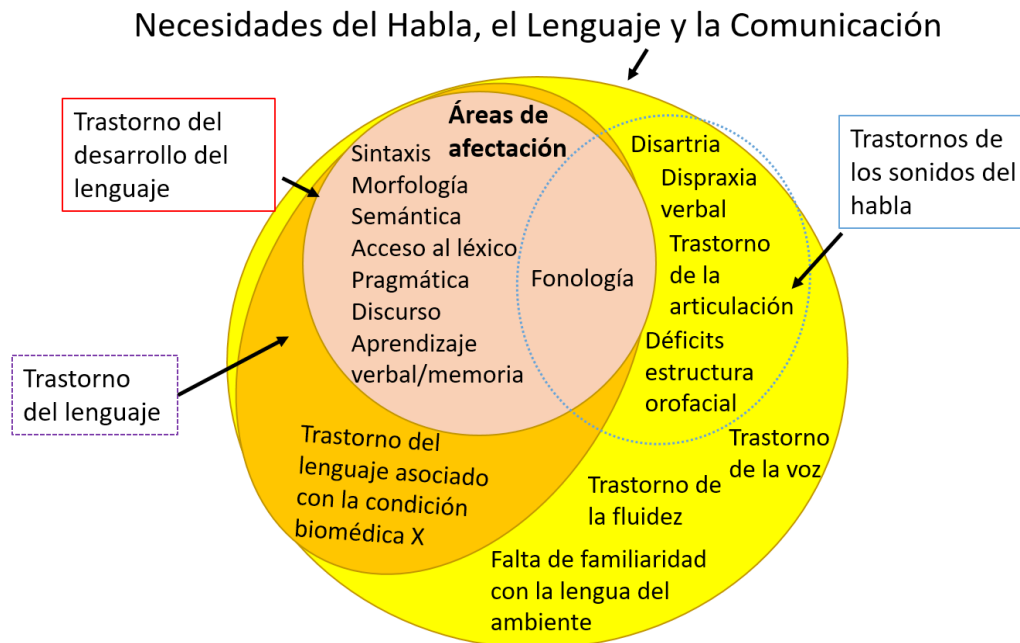 Necesidades del Habla, el Lenguaje y la Comunicación
Trastorno del
desarrollo del
lenguaje
Trastorno
del lenguaje
Áreas de
afectación
Sintaxis
Morfología
Semántica
Acceso al léxico
Pragmática
Discurso
Aprendizaje
verbal/memoria
Fonología
Disartria
Dispraxia
verbal
Trastorno
de la
articulación
Déficits
estructura
orofacial
Trastornos de
los sonidos del
habla
Trastorno
de la voz
Trastorno de
la fluidez
Trastorno del
lenguaje asociado
con la condición
biomédica X
Falta de familiaridad
con la lengua del
ambiente